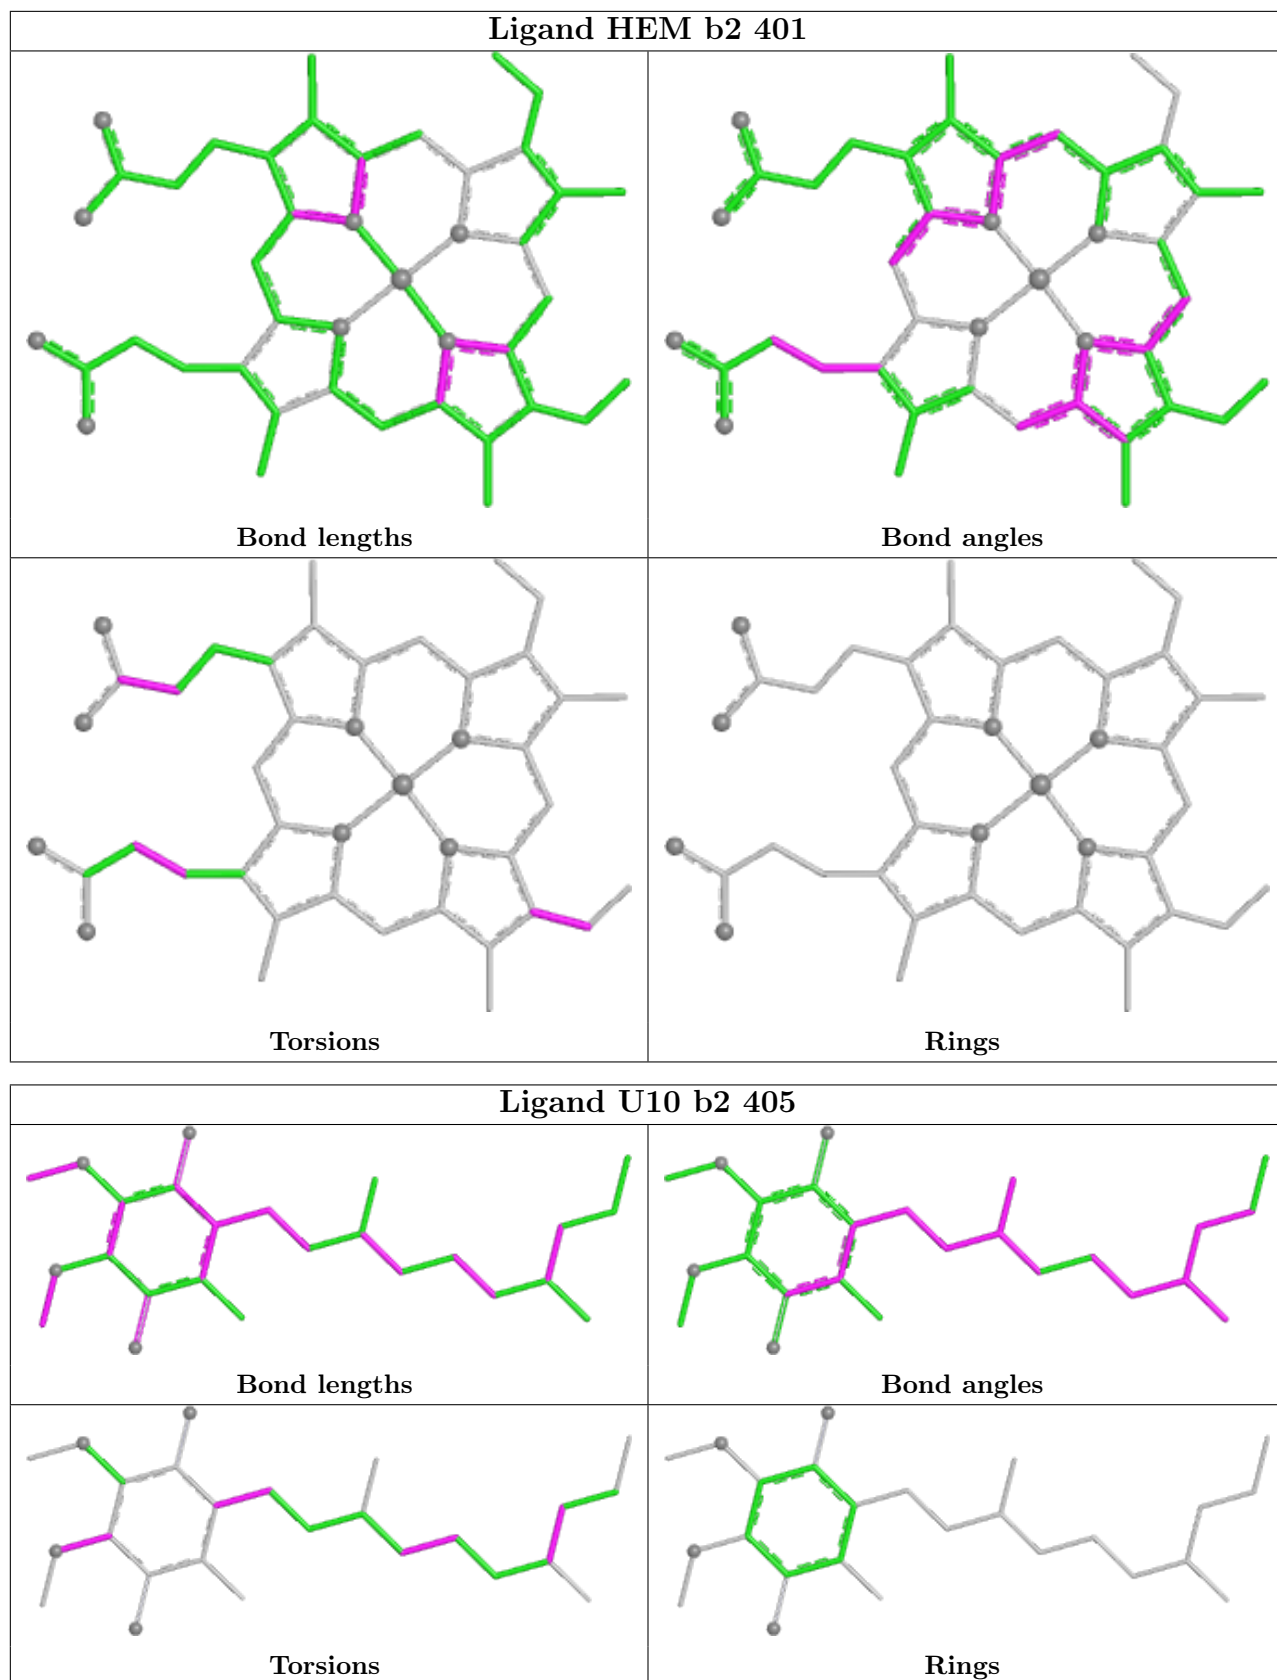 Ligand HEM b2 401
Bond lengths
Bond angles
Torsions
Rings
Ligand U10 b2 405
Bond lengths
Bond angles
Torsions
Rings